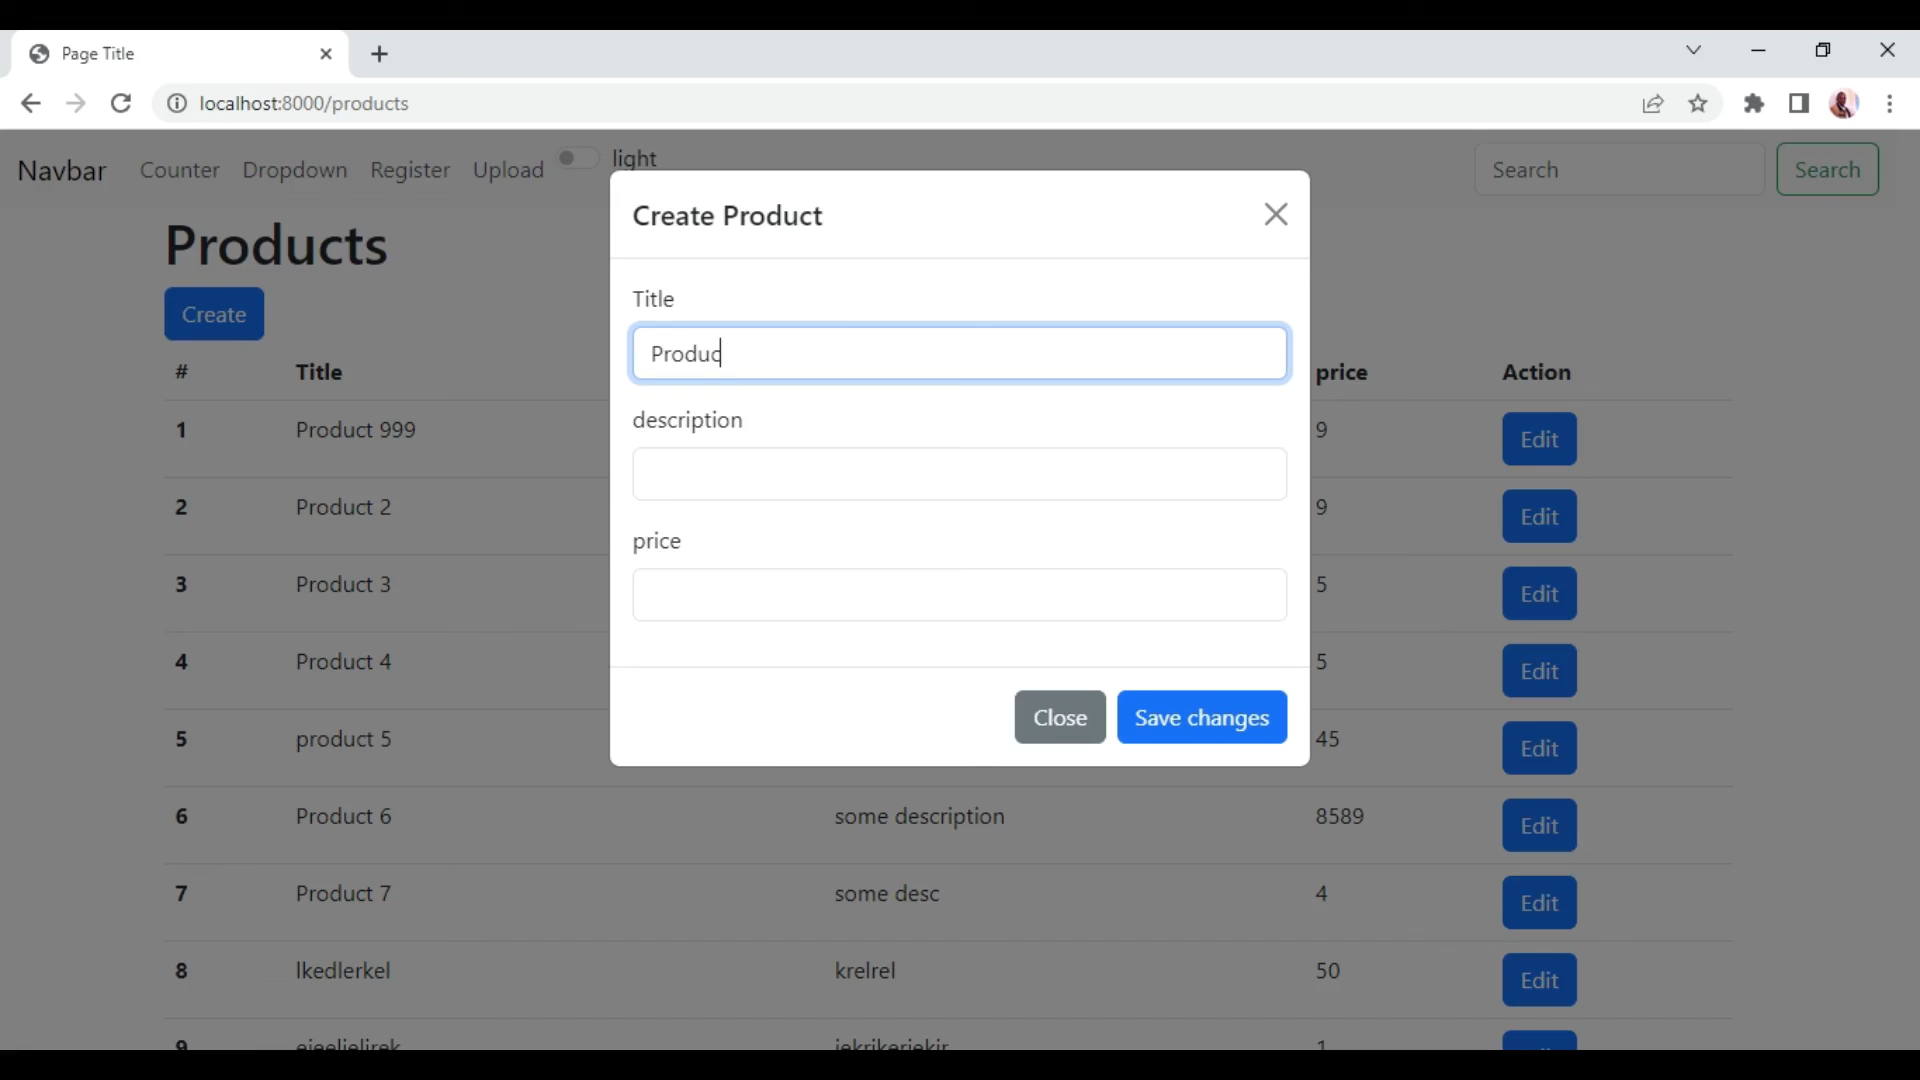 Page Title
localhost:8000/products
Navbar Counter Dropdown Register Upload light Search Search
Products
Create
# Title price Action
1 Product 999 9 Edit
2 Product 2 9 Edit
3 Product 3 5 Edit
4 Product 4 5 Edit
5 product 5 45 Edit
6 Product 6 some description 8589 Edit
7 Product 7 some desc 4 Edit
8 lkedlerkel krelrel 50 Edit
9
Create Product
Title
Produc
description
price
Close Save changes